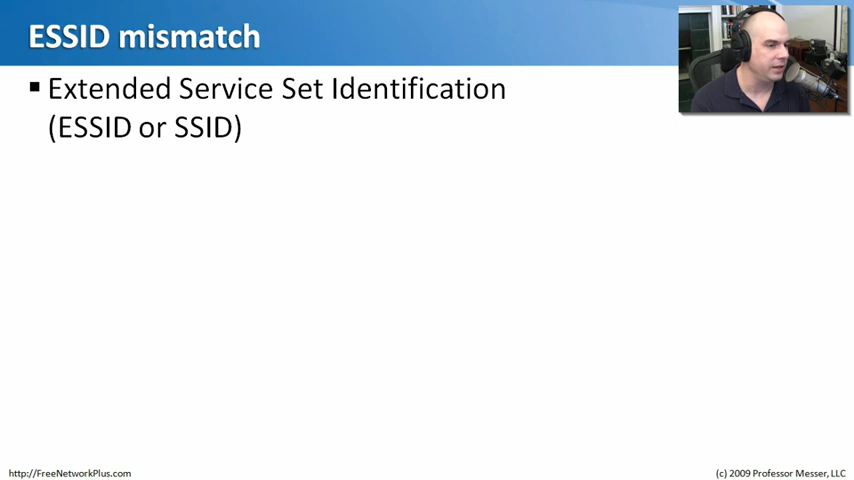 ESSID mismatch
▪ Extended Service Set Identification
(ESSID or SSID)
http://FreeNetworkPlus.com
(c) 2009 Professor Messer, LLC